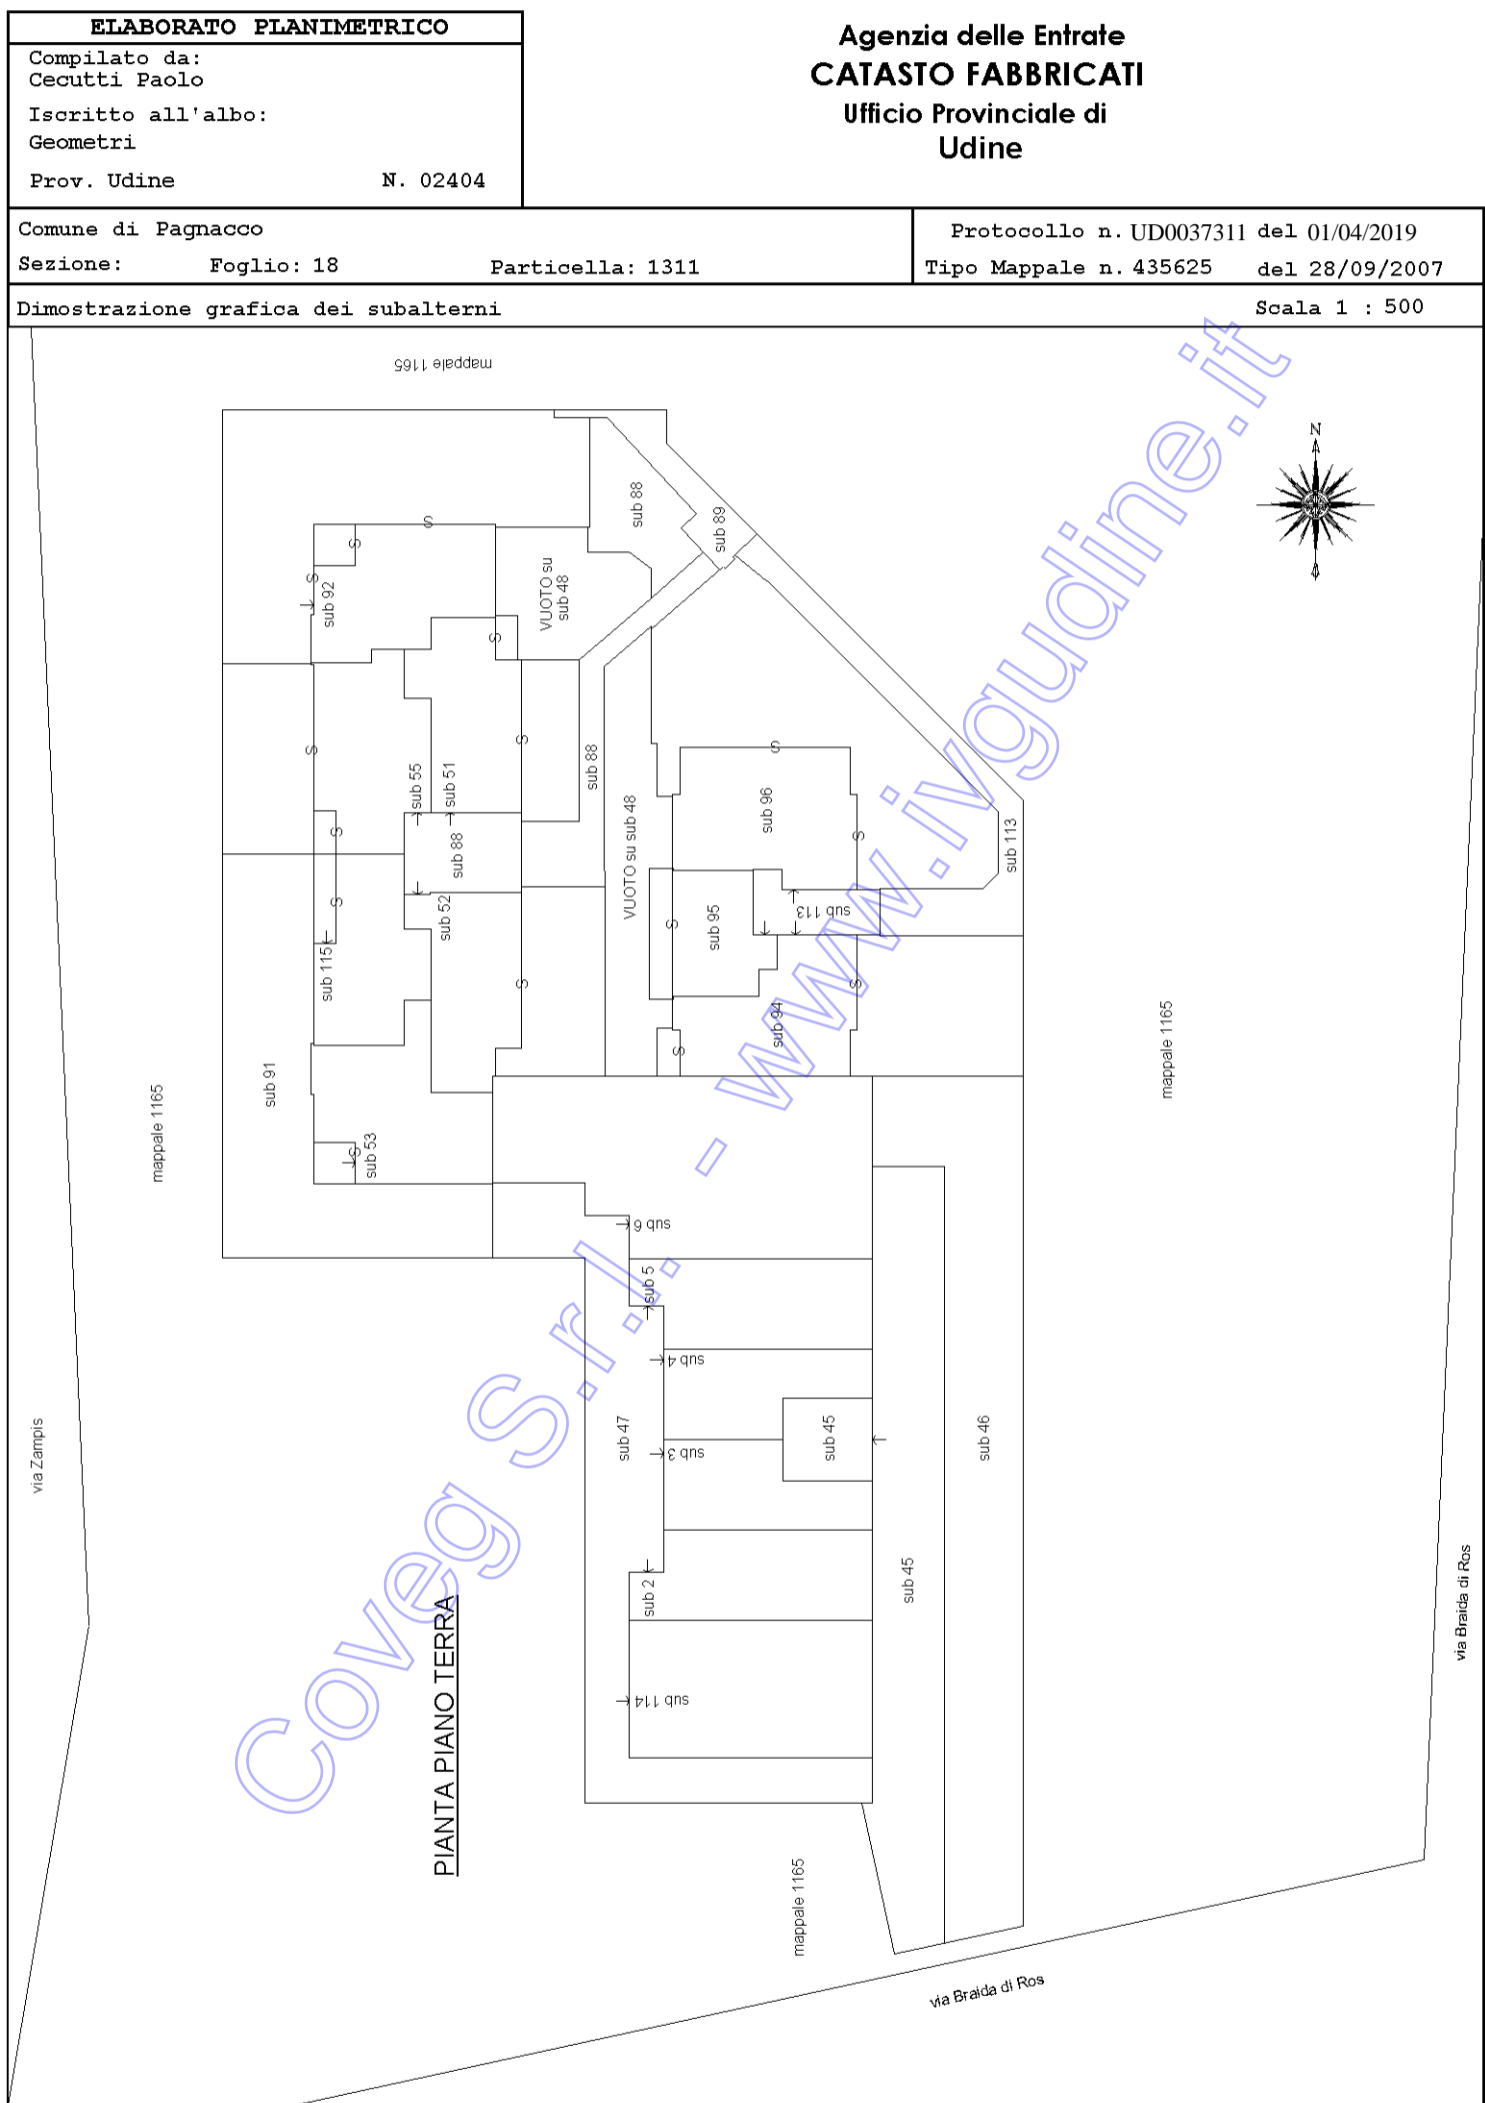 ELABORATO PLANIMETRICO
Compilato da:
Cecutti Paolo
Iscritto all'albo:
Geometri
Prov. Udine N. 02404
Agenzia delle Entrate
CATASTO FABBRICATI
Ufficio Provinciale di
Udine
Comune di Pagnacco
Sezione: Foglio: 18 Particella: 1311
Protocollo n. UD0037311 del 01/04/2019
Tipo Mappale n. 435625 del 28/09/2007
Dimostrazione grafica dei subalterni
Scala 1 : 500
mappale 1165
N
sub 88
sub 89
S
S
S
sub 92
VUOTO su
sub 48
S
S
S
S
sub 55
sub 51
sub 88
sub 96
VUOTO su sub 48
S
S
sub 88
sub 113
S
sub 52
sub 95
S
sub 113
sub 115
S
S
sub 94
S
sub 91
mappale 1165
mappale 1165
S
sub 53
sub 6
sub 5
sub 4
sub 47
sub 3
sub 45
sub 46
via Zampis
sub 2
sub 45
via Braida di Ros
sub 114
PIANTA PIANO TERRA
mappale 1165
via Braida di Ros
Coveg S.r.l. - www.ivgudine.it